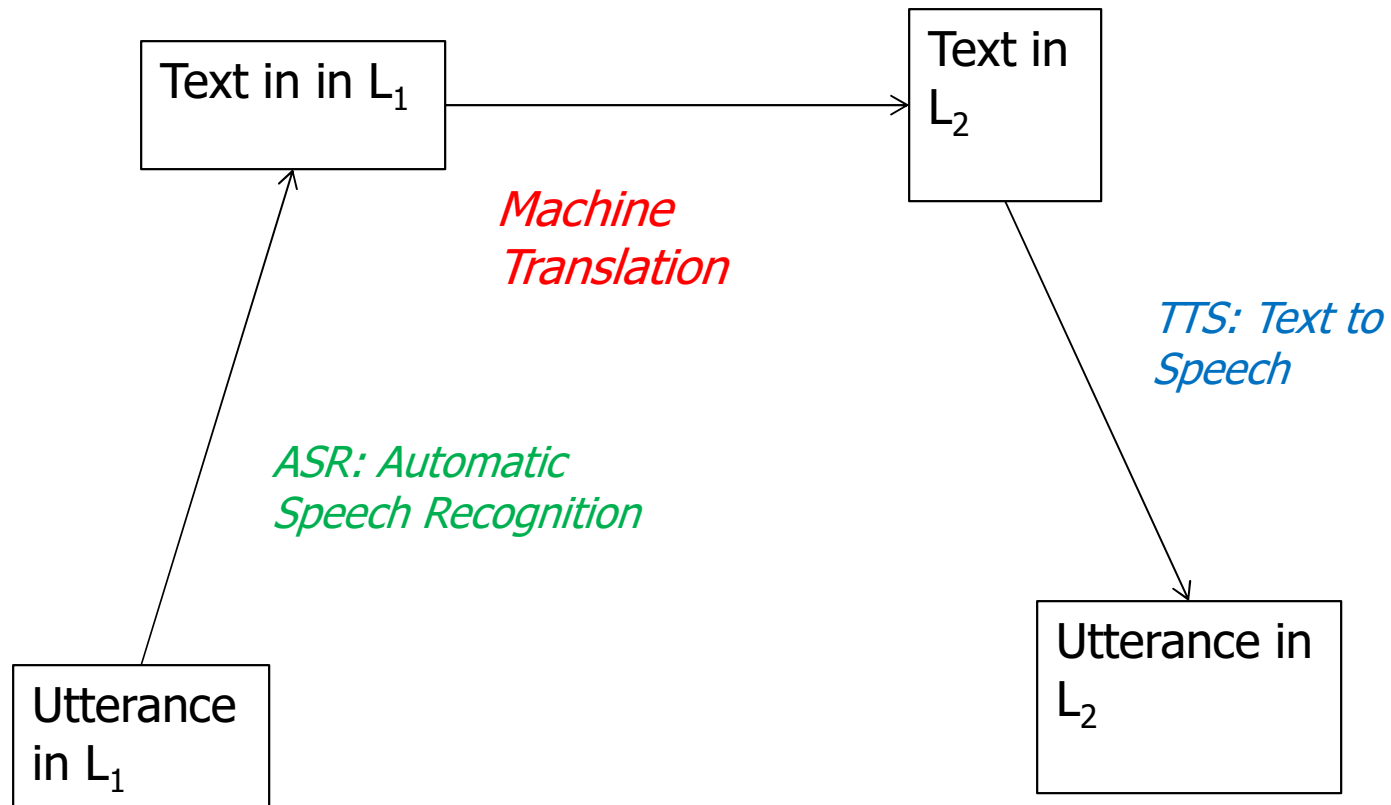 Text in in L₁
Text in
L₂
Machine
Translation
TTS: Text to
Speech
ASR: Automatic
Speech Recognition
Utterance
in L₁
Utterance in
L₂